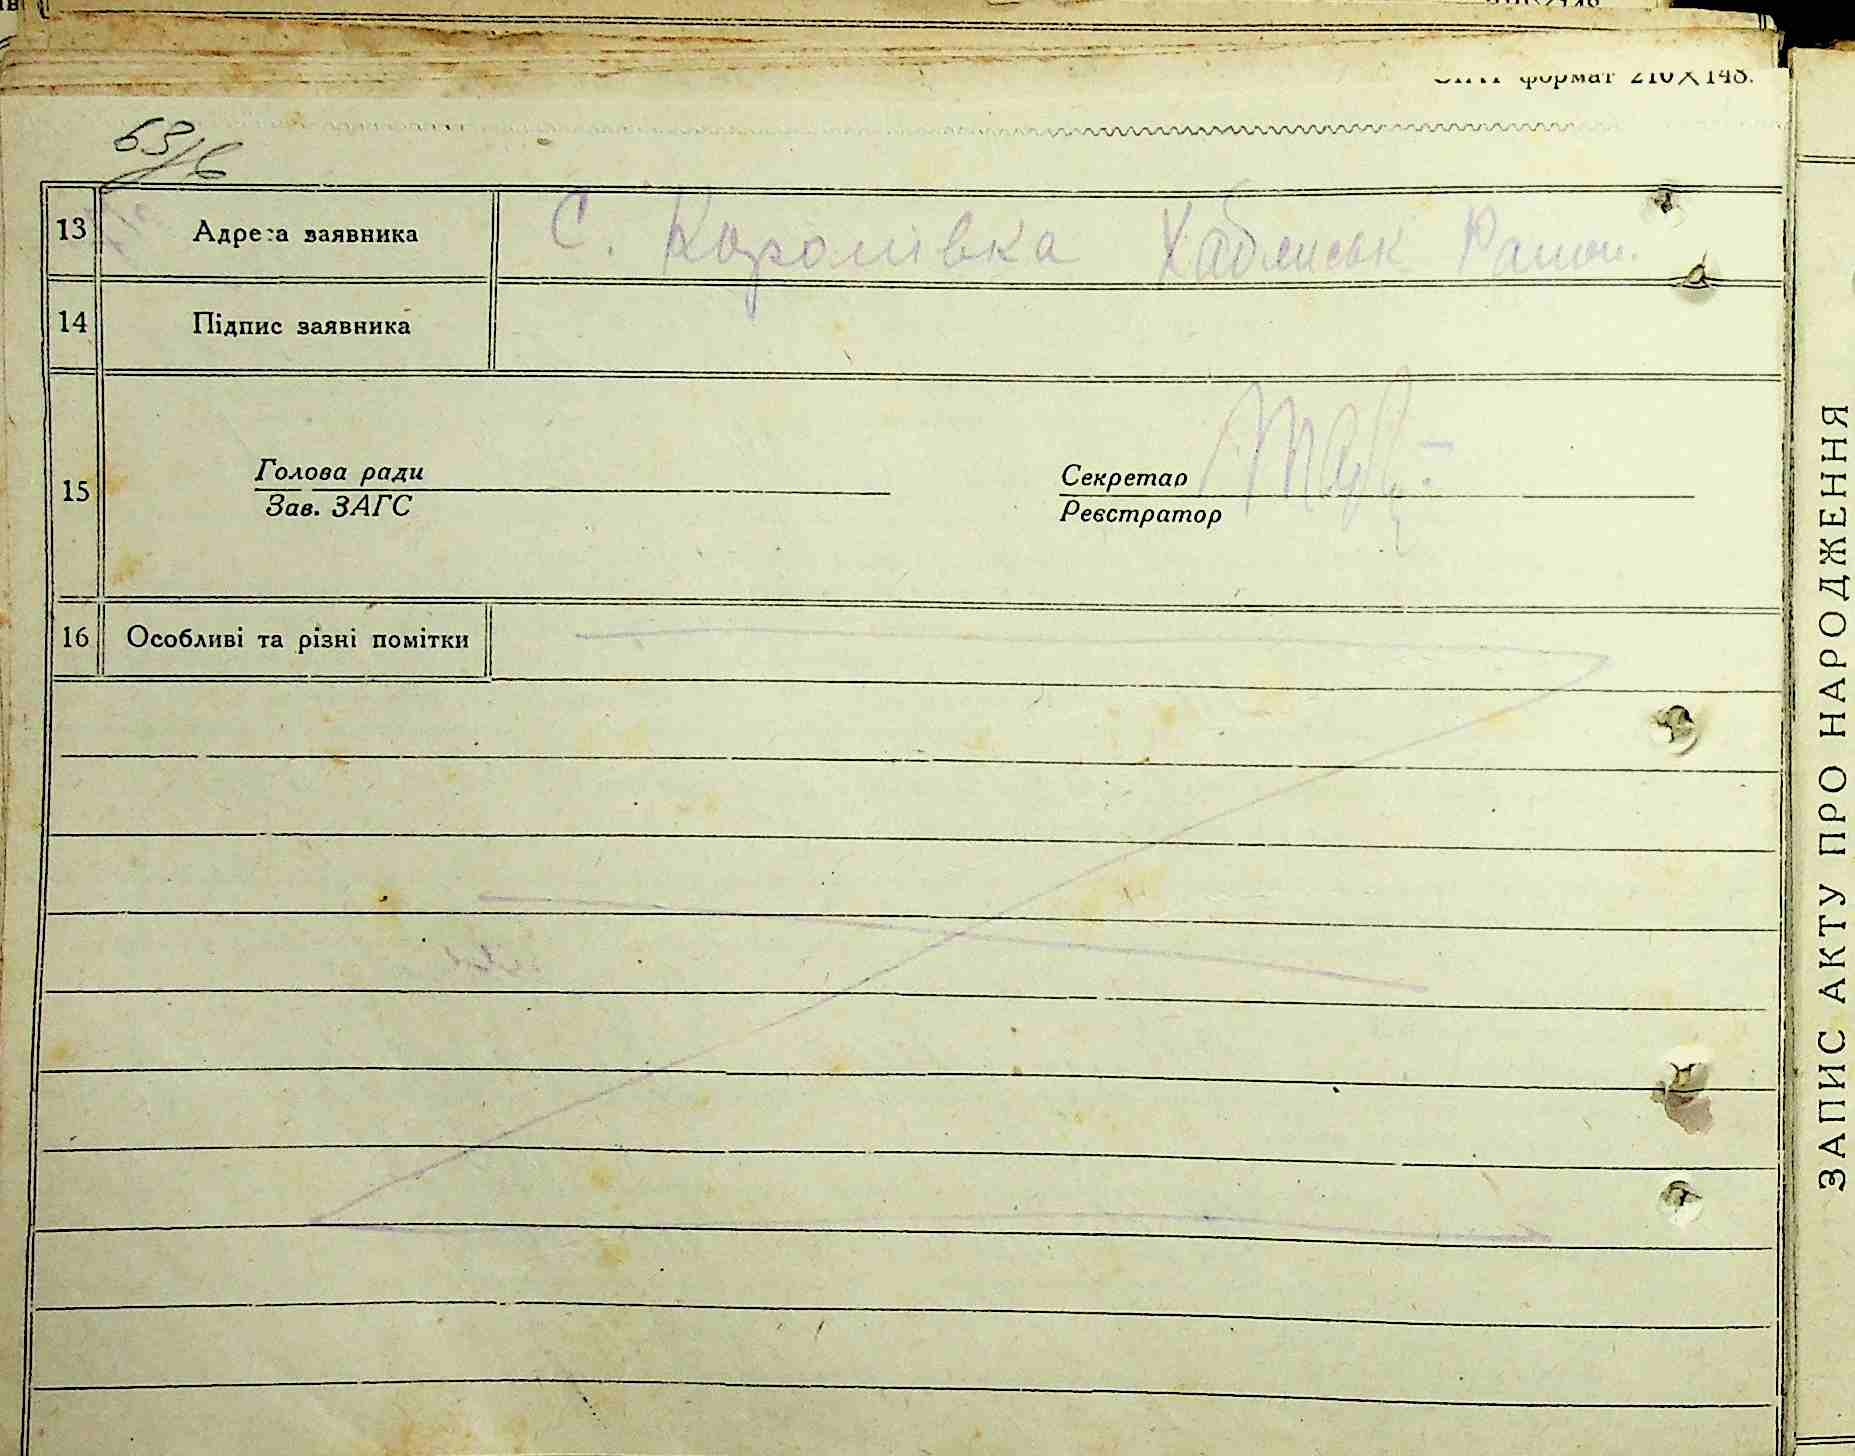 формат 210×148.
63/6
13 Адреса заявника С. Королівка Хабенськ Район.
14 Підпис заявника
15
Голова ради Секретар
Зав. ЗАГС Реєстратор
16 Особливі та різні помітки
ЗАПИС АКТУ ПРО НАРОДЖЕННЯ